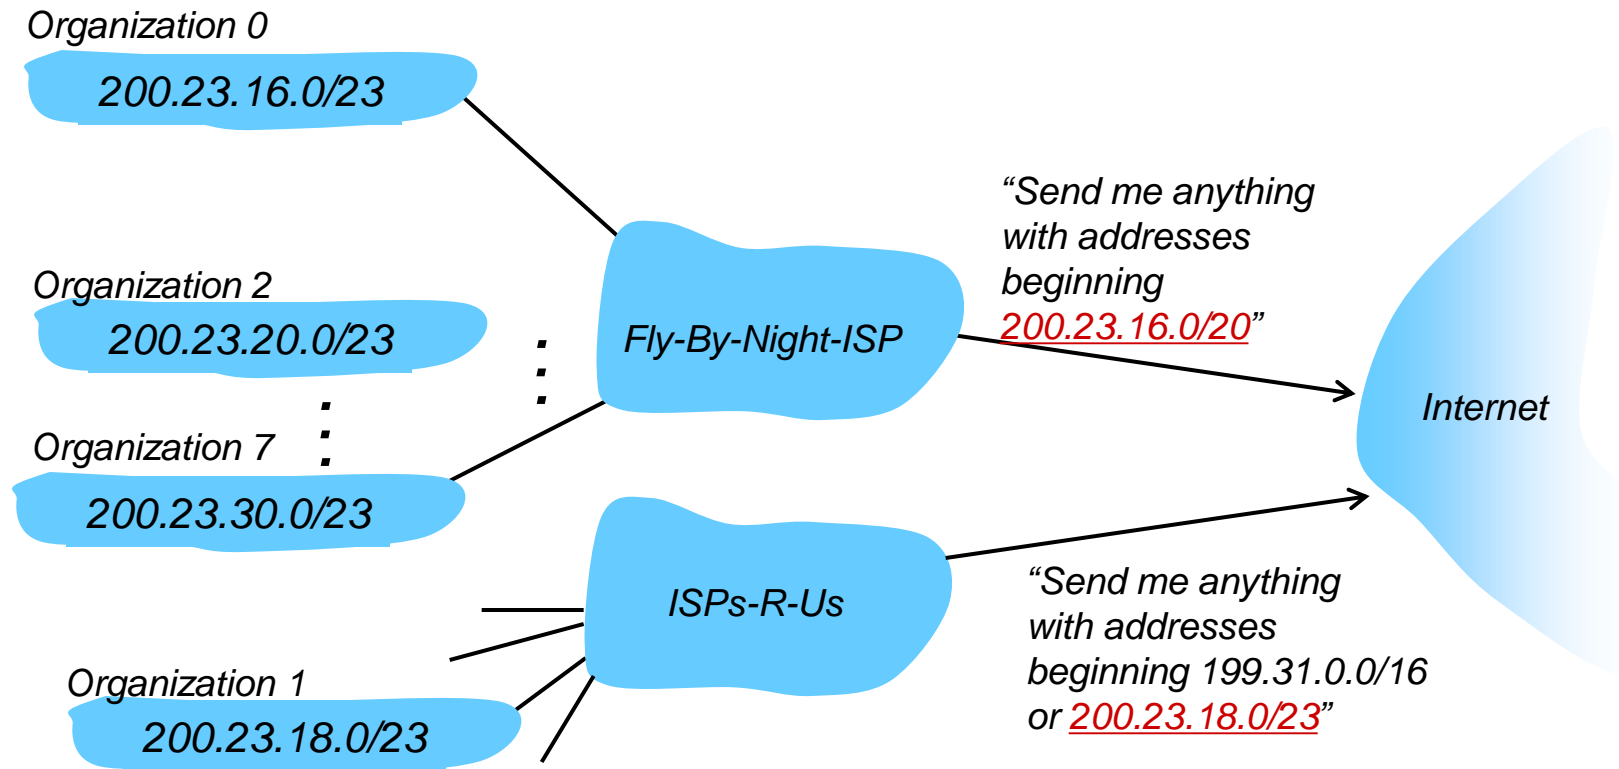 Organization 0
200.23.16.0/23
Organization 2
200.23.20.0/23
Organization 7
200.23.30.0/23
Fly-By-Night-ISP
“Send me anything
with addresses
beginning
200.23.16.0/20”
Internet
ISPs-R-Us
Organization 1
200.23.18.0/23
“Send me anything
with addresses
beginning 199.31.0.0/16
or 200.23.18.0/23”